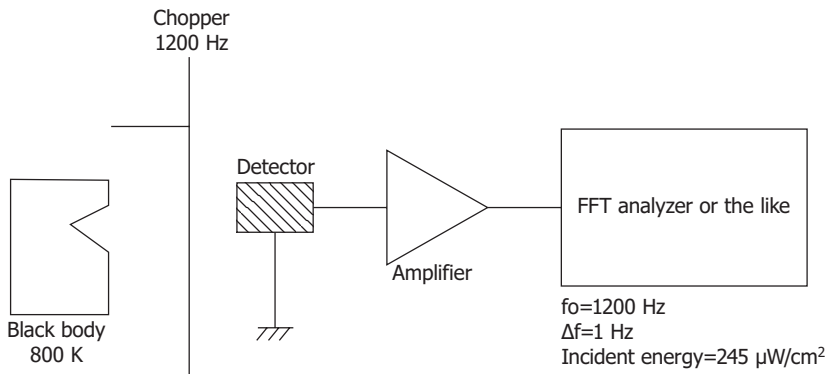 Chopper
1200 Hz
Detector
FFT analyzer or the like
Amplifier
Black body
800 K
fo=1200 Hz
Δf=1 Hz
Incident energy=245 μW/cm²